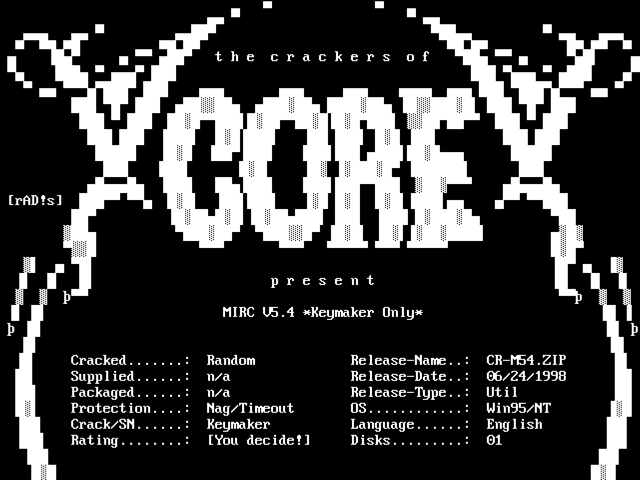 the crackers of
CORE
[rAD!s]
present
MIRC V5.4 *Keymaker Only*
Cracked.......: Random Release-Name..: CR-M54.ZIP
Supplied......: n/a Release-Date..: 06/24/1998
Packaged......: n/a Release-Type..: Util
Protection....: Nag/Timeout OS............: Win95/NT
Crack/SN......: Keymaker Language......: English
Rating........: [You decide!] Disks.........: 01